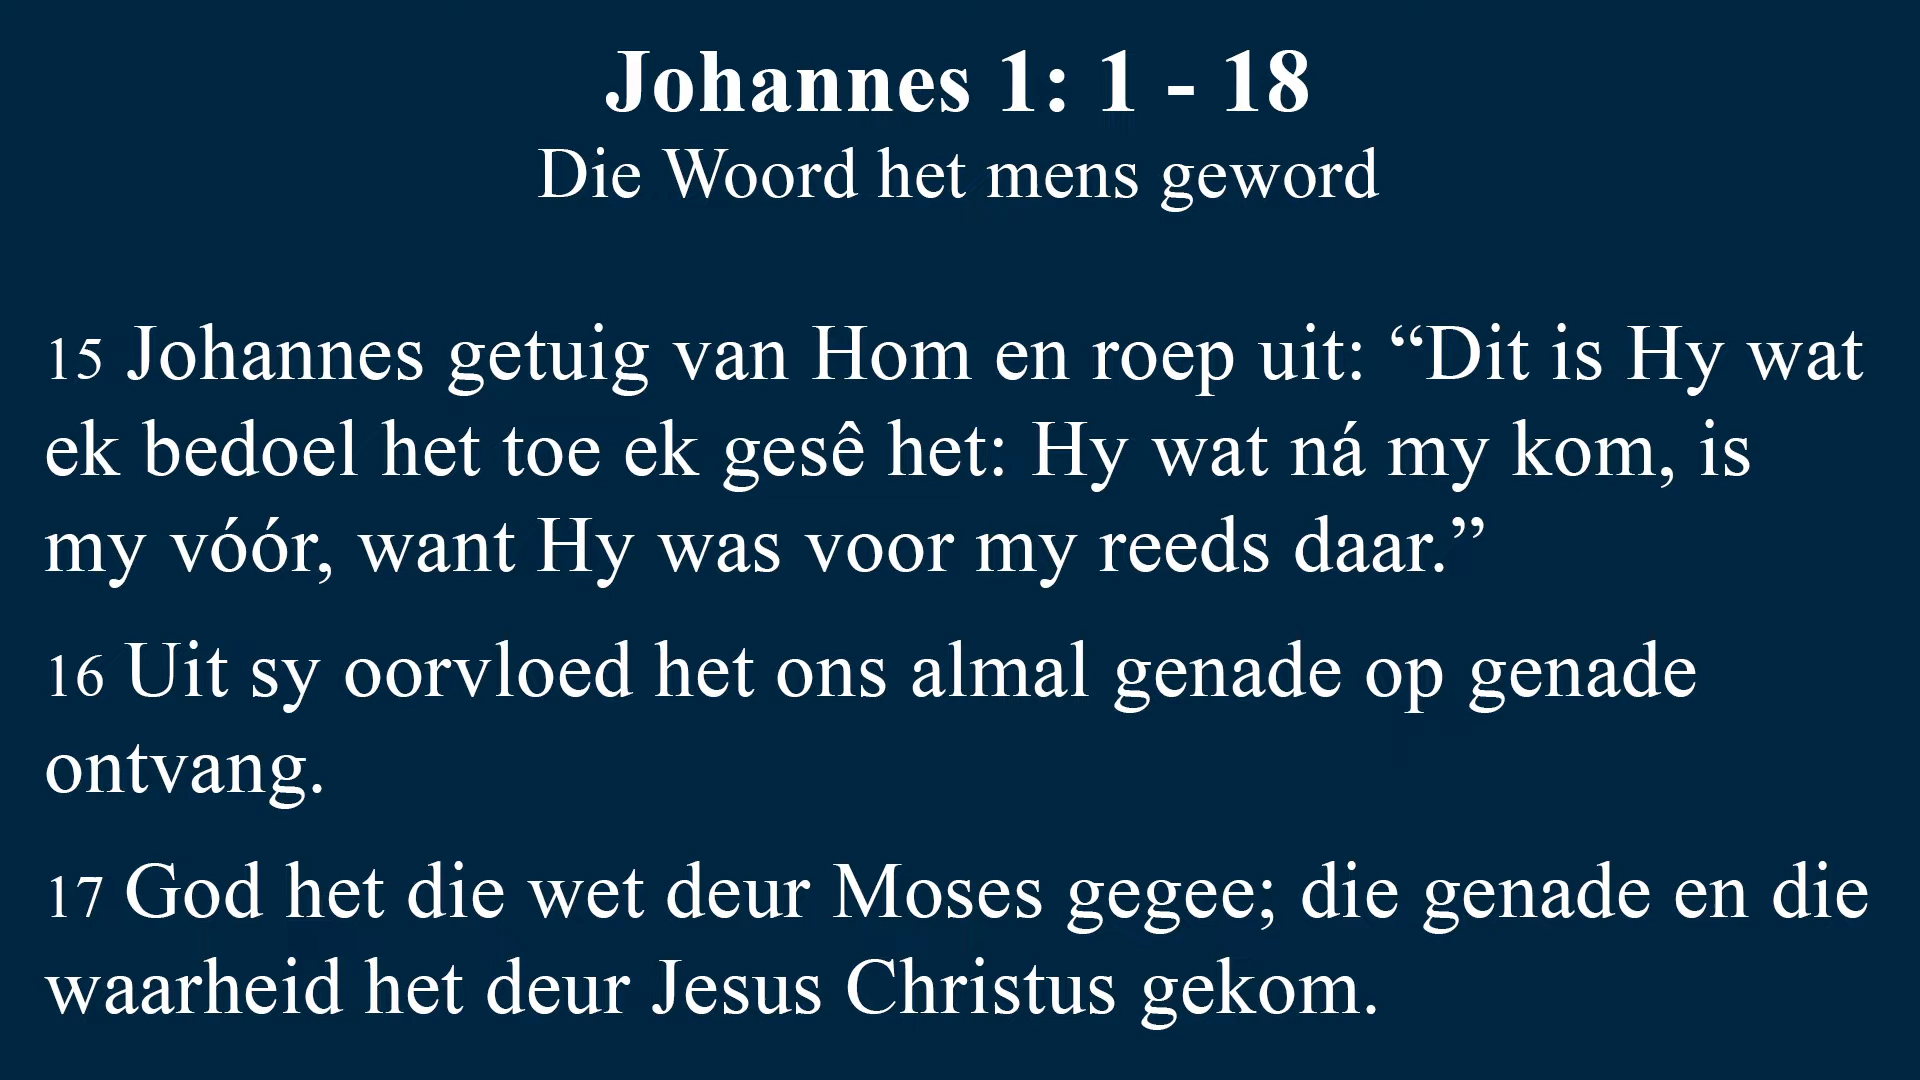 Johannes 1: 1 - 18
Die Woord het mens geword
15 Johannes getuig van Hom en roep uit: “Dit is Hy wat
ek bedoel het toe ek gesê het: Hy wat ná my kom, is
my vóór, want Hy was voor my reeds daar.”
16 Uit sy oorvloed het ons almal genade op genade
ontvang.
17 God het die wet deur Moses gegee; die genade en die
waarheid het deur Jesus Christus gekom.